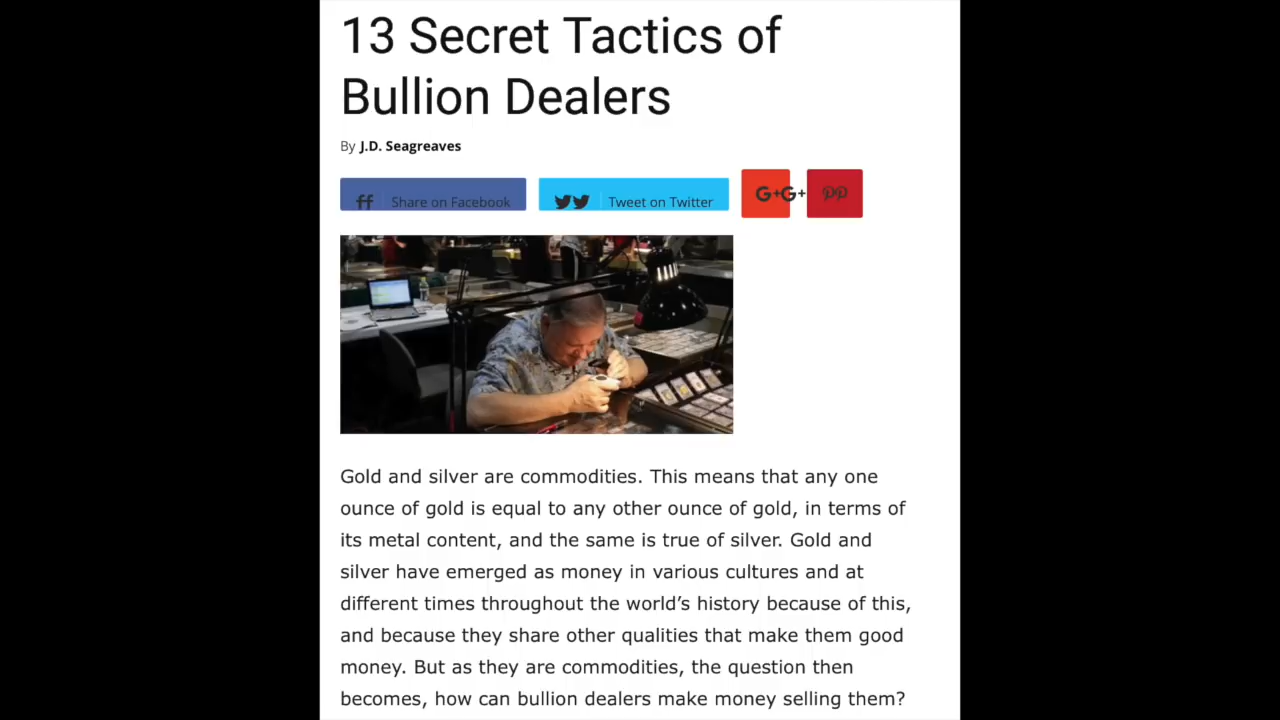 13 Secret Tactics of
Bullion Dealers
By J.D. Seagreaves
Share on Facebook Tweet on Twitter G+G+
Gold and silver are commodities. This means that any one
ounce of gold is equal to any other ounce of gold, in terms of
its metal content, and the same is true of silver. Gold and
silver have emerged as money in various cultures and at
different times throughout the world’s history because of this,
and because they share other qualities that make them good
money. But as they are commodities, the question then
becomes, how can bullion dealers make money selling them?